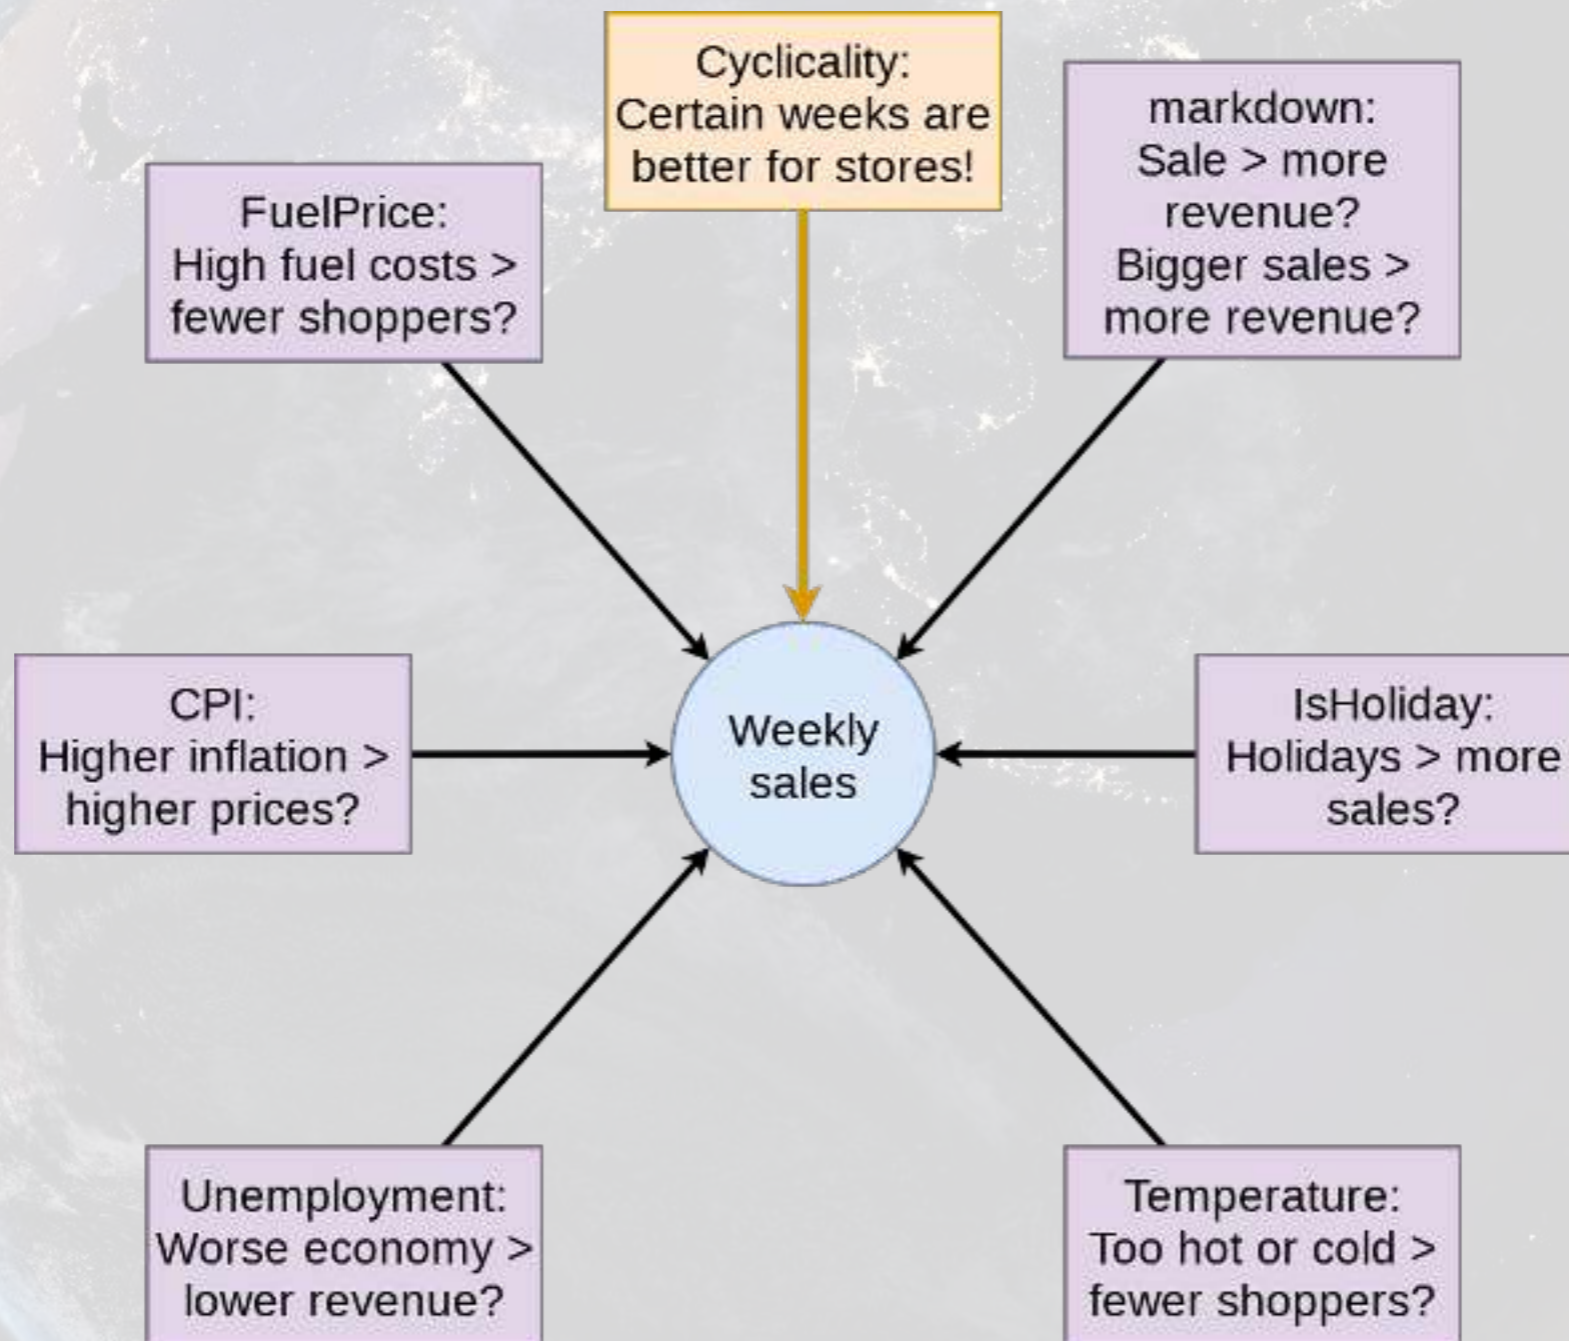 Cyclicality:
Certain weeks are
better for stores!
markdown:
Sale > more
revenue?
Bigger sales >
more revenue?
FuelPrice:
High fuel costs >
fewer shoppers?
CPI:
Higher inflation >
higher prices?
Weekly
sales
IsHoliday:
Holidays > more
sales?
Unemployment:
Worse economy >
lower revenue?
Temperature:
Too hot or cold >
fewer shoppers?